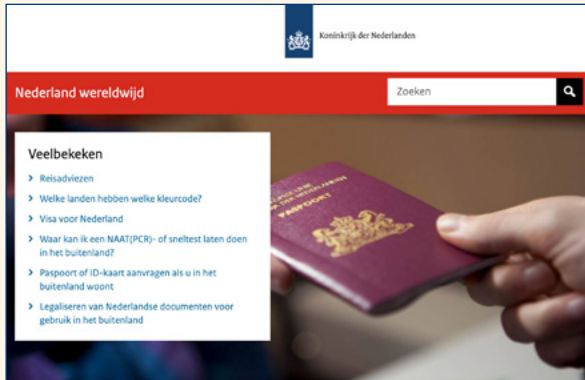 Koninkrijk der Nederlanden
Nederland wereldwijd
Zoeken
Veelbekeken
Reisadviezen
Welke landen hebben welke kleurcode?
Visa voor Nederland
Waar kan ik een NAAT(PCR)- of sneltest laten doen
in het buitenland?
Paspoort of ID-kaart aanvragen als u in het
buitenland woont
Legaliseren van Nederlandse documenten voor
gebruik in het buitenland
DER NEDERLANDEN
PASPOORT